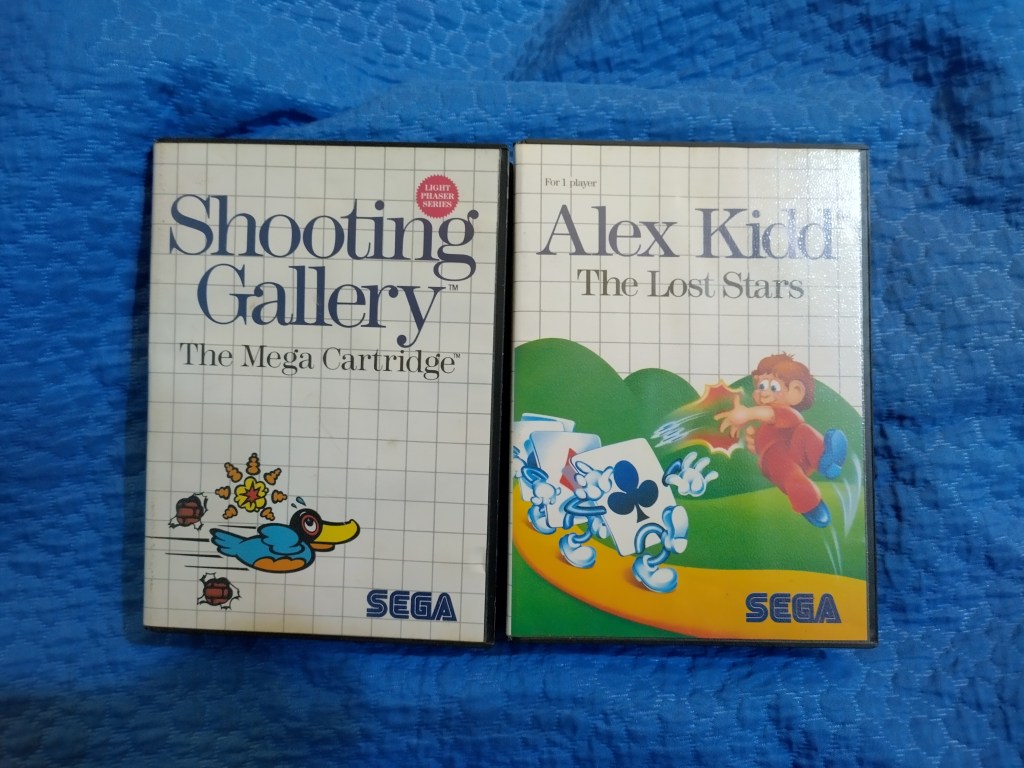 LIGHT
PHASER
SERIES
Shooting
Gallery™
The Mega Cartridge™
SEGA
For 1 player
Alex Kidd
The Lost Stars
SEGA